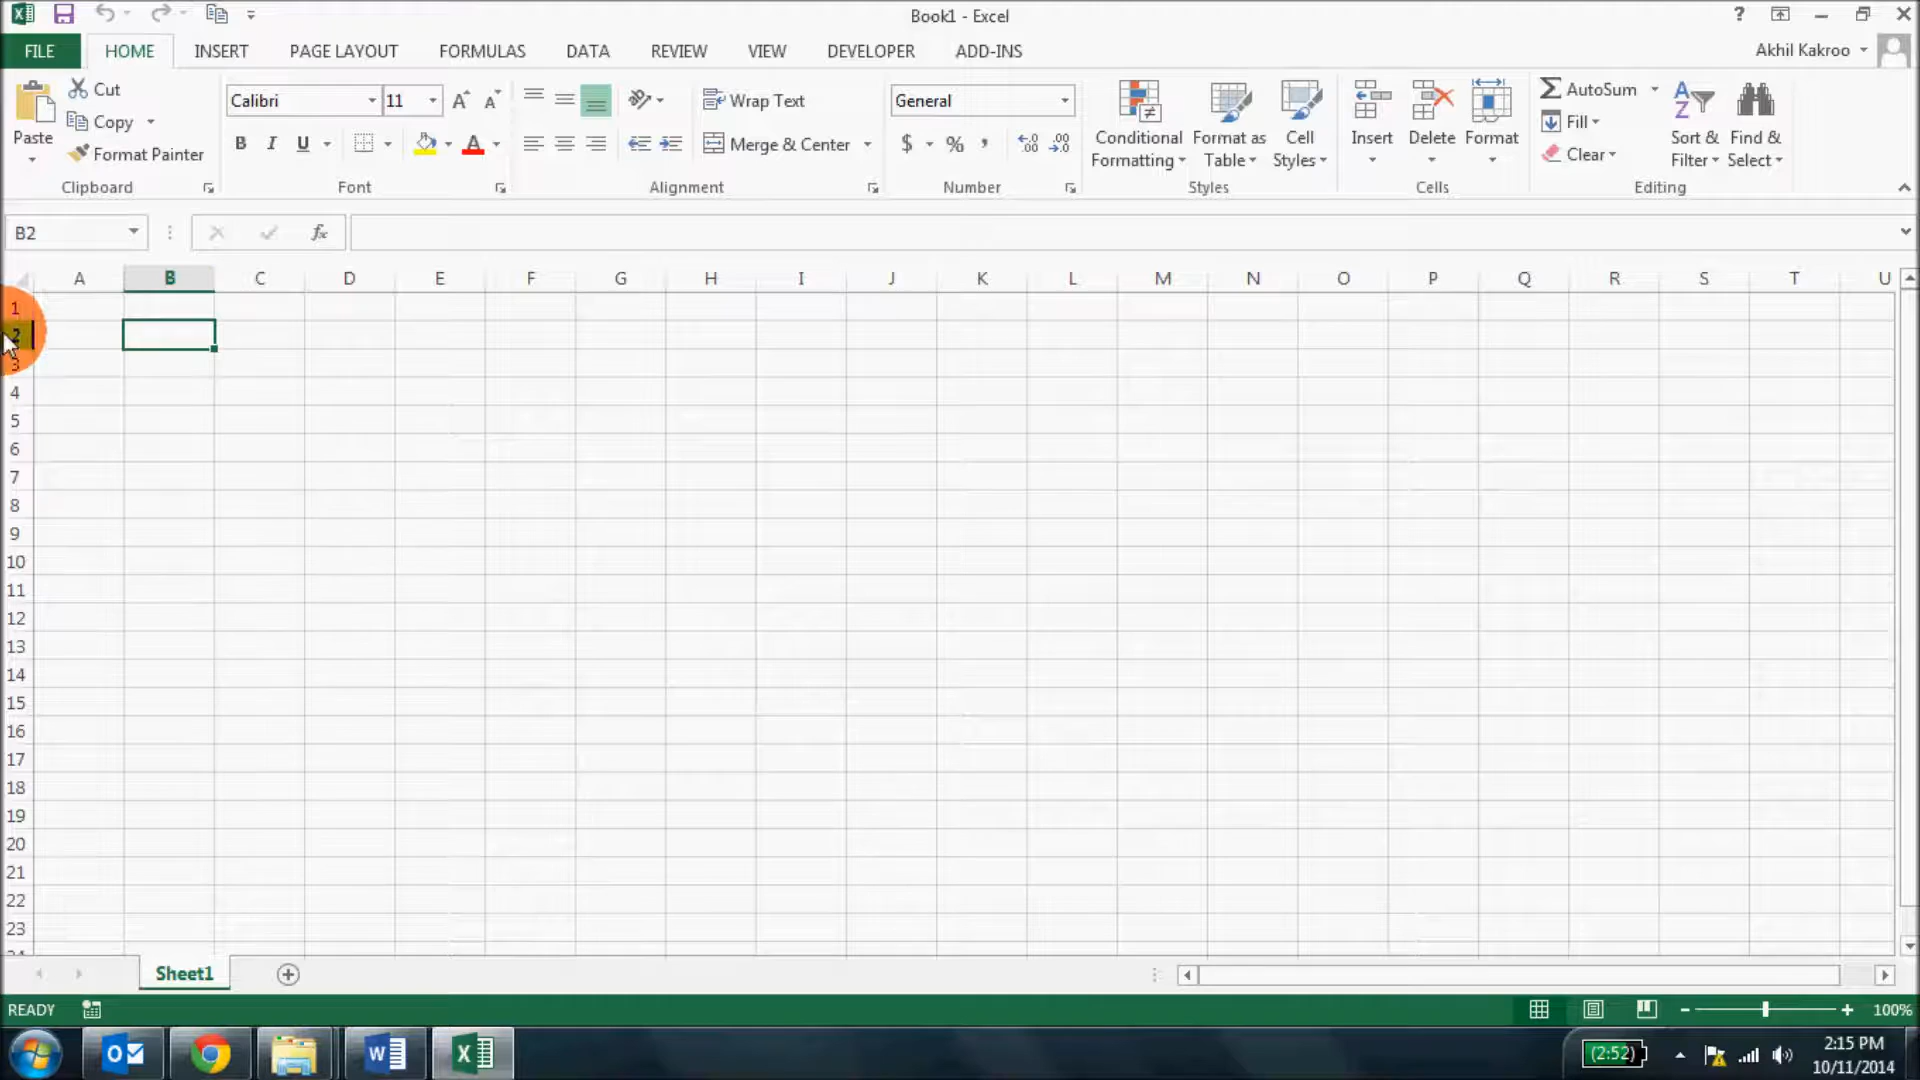 Book1 - Excel
?
FILE HOME INSERT PAGE LAYOUT FORMULAS DATA REVIEW VIEW DEVELOPER ADD-INS Akhil Kakroo
Paste
Cut
Copy
Format Painter
Clipboard
Calibri 11
B I U A
Font
Wrap Text
Merge & Center
Alignment
General
$ % ,
Number
Conditional Formatting
Format as Table
Cell Styles
Styles
Insert
Delete
Format
Cells
AutoSum
Fill
Clear
Sort & Filter
Find & Select
Editing
B2
fx
A B C D E F G H I J K L M N O P Q R S T U
1
2
3
4
5
6
7
8
9
10
11
12
13
14
15
16
17
18
19
20
21
22
23
Sheet1
READY 100%
(2:52) 2:15 PM
10/11/2014